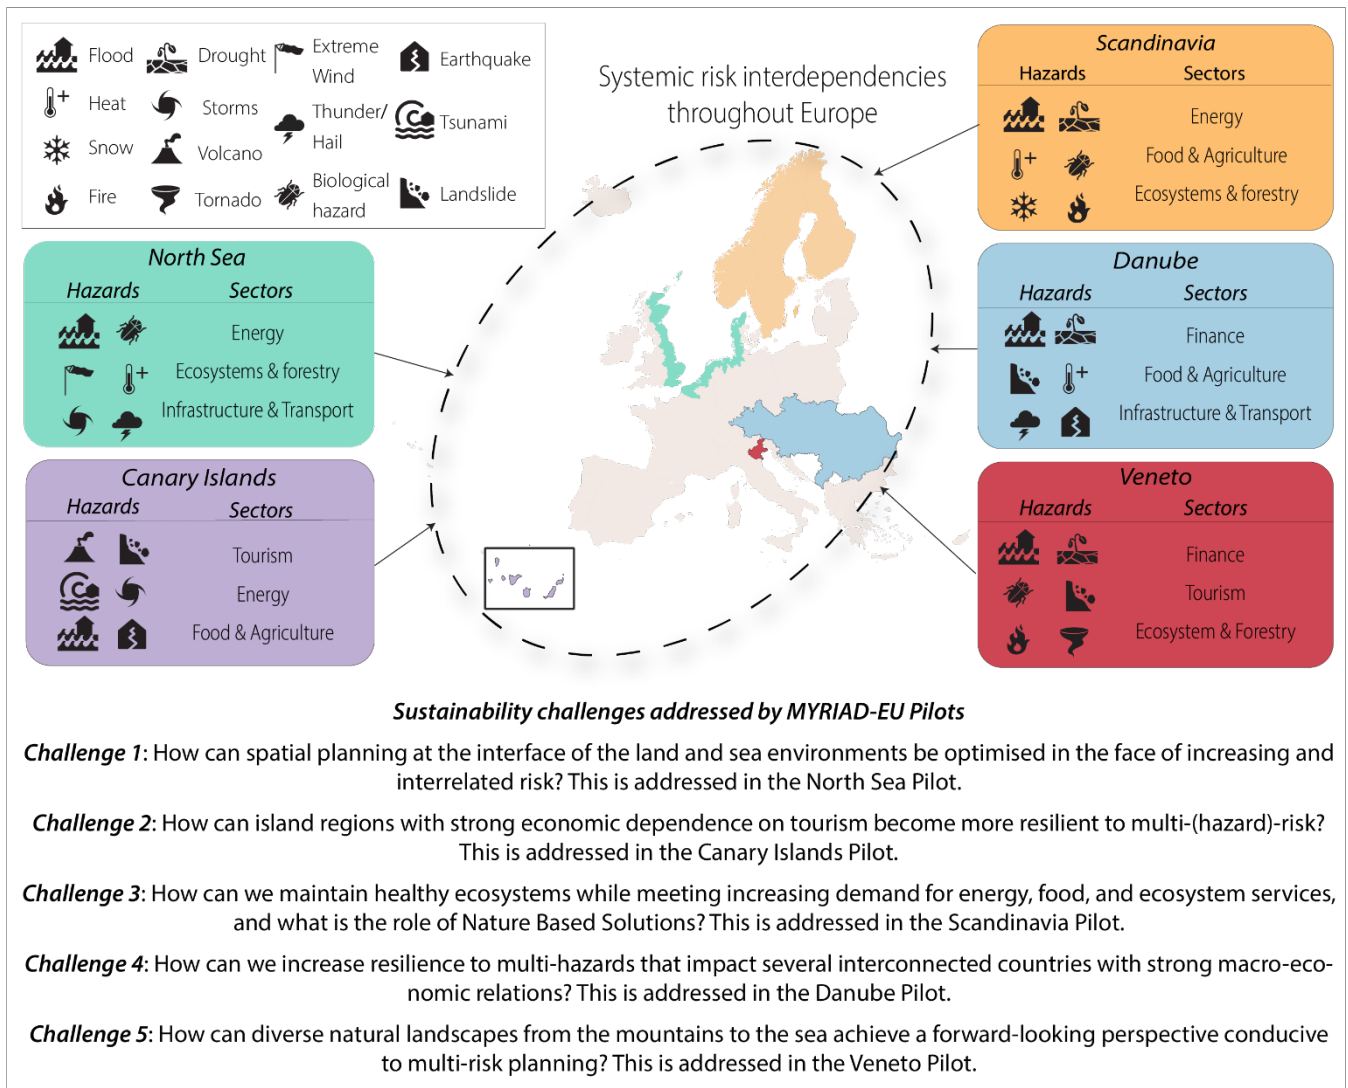 Flood
Drought
Extreme
Wind
Earthquake
Heat
Storms
Thunder/
Hail
Tsunami
Snow
Volcano
Fire
Tornado
Biological
hazard
Landslide
Systemic risk interdependencies
throughout Europe
Scandinavia
Hazards Sectors
Energy
Food & Agriculture
Ecosystems & forestry
North Sea
Hazards Sectors
Energy
Ecosystems & forestry
Infrastructure & Transport
Danube
Hazards Sectors
Finance
Food & Agriculture
Infrastructure & Transport
Canary Islands
Hazards Sectors
Tourism
Energy
Food & Agriculture
Veneto
Hazards Sectors
Finance
Tourism
Ecosystem & Forestry
Sustainability challenges addressed by MYRIAD-EU Pilots
Challenge 1: How can spatial planning at the interface of the land and sea environments be optimised in the face of increasing and
interrelated risk? This is addressed in the North Sea Pilot.
Challenge 2: How can island regions with strong economic dependence on tourism become more resilient to multi-(hazard)-risk?
This is addressed in the Canary Islands Pilot.
Challenge 3: How can we maintain healthy ecosystems while meeting increasing demand for energy, food, and ecosystem services,
and what is the role of Nature Based Solutions? This is addressed in the Scandinavia Pilot.
Challenge 4: How can we increase resilience to multi-hazards that impact several interconnected countries with strong macro-eco-
nomic relations? This is addressed in the Danube Pilot.
Challenge 5: How can diverse natural landscapes from the mountains to the sea achieve a forward-looking perspective conducive
to multi-risk planning? This is addressed in the Veneto Pilot.